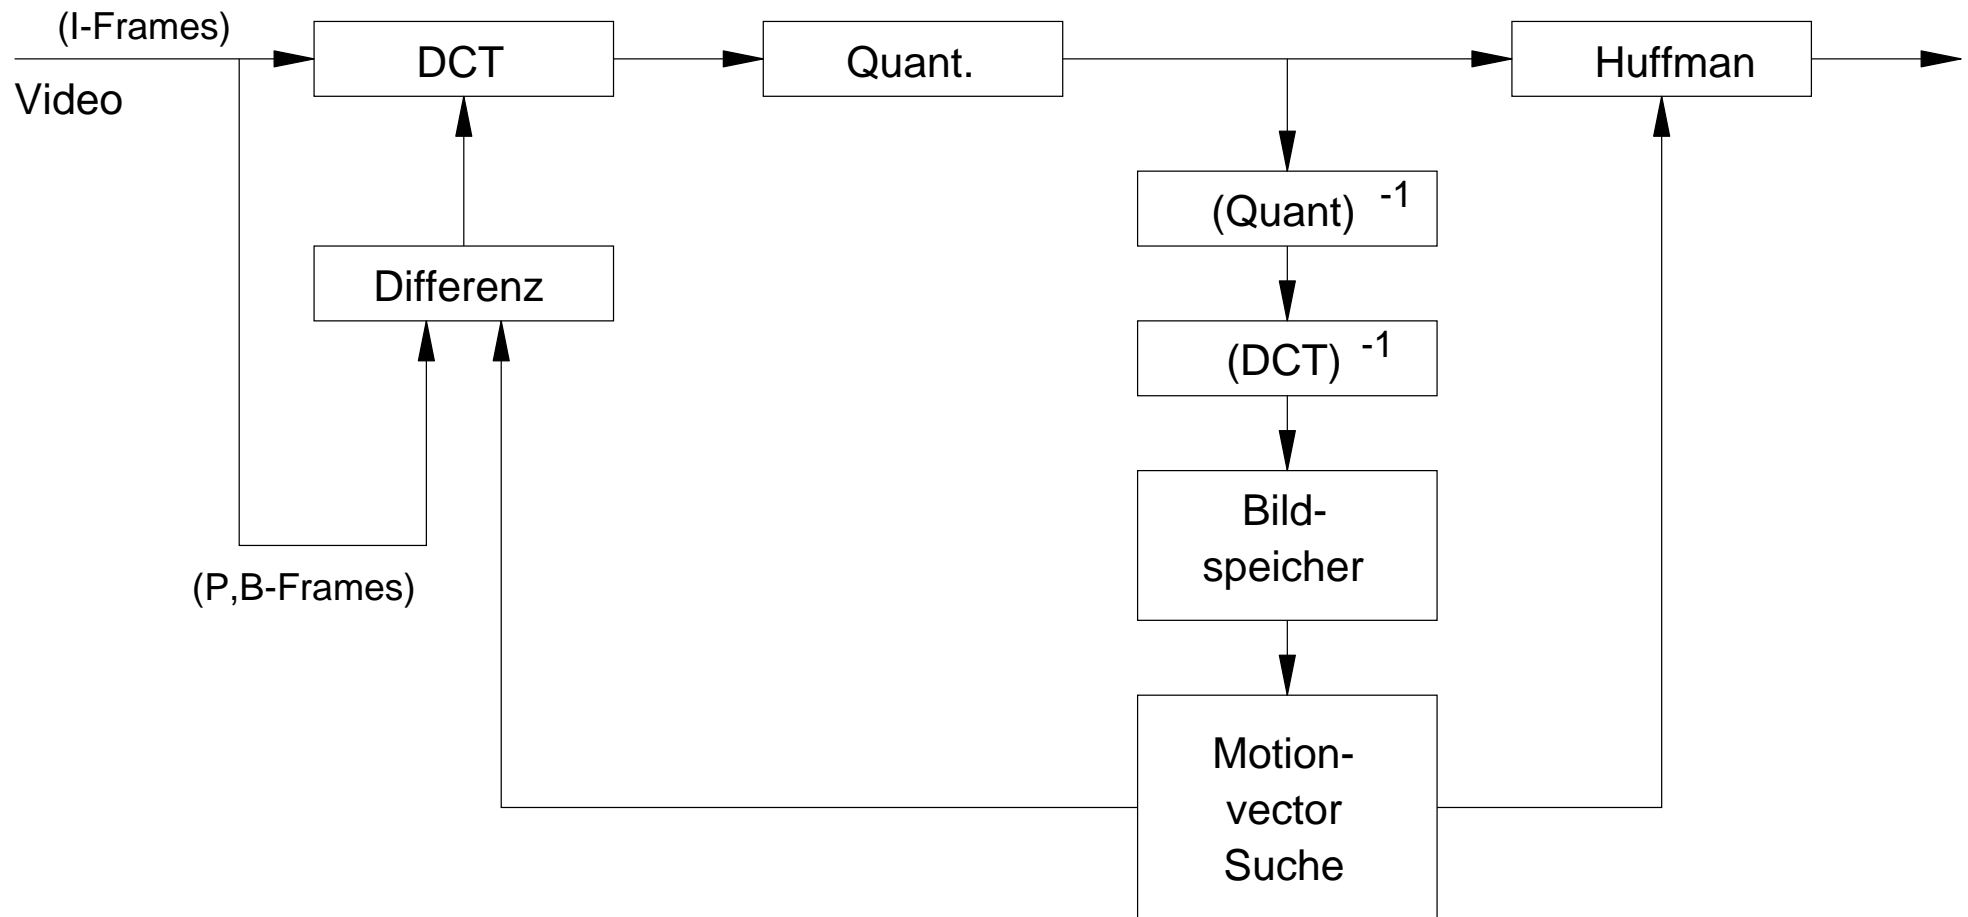 (I-Frames)
Video
DCT
Quant.
Huffman
(Quant) -1
Differenz
(DCT) -1
Bild-
speicher
(P,B-Frames)
Motion-
vector
Suche